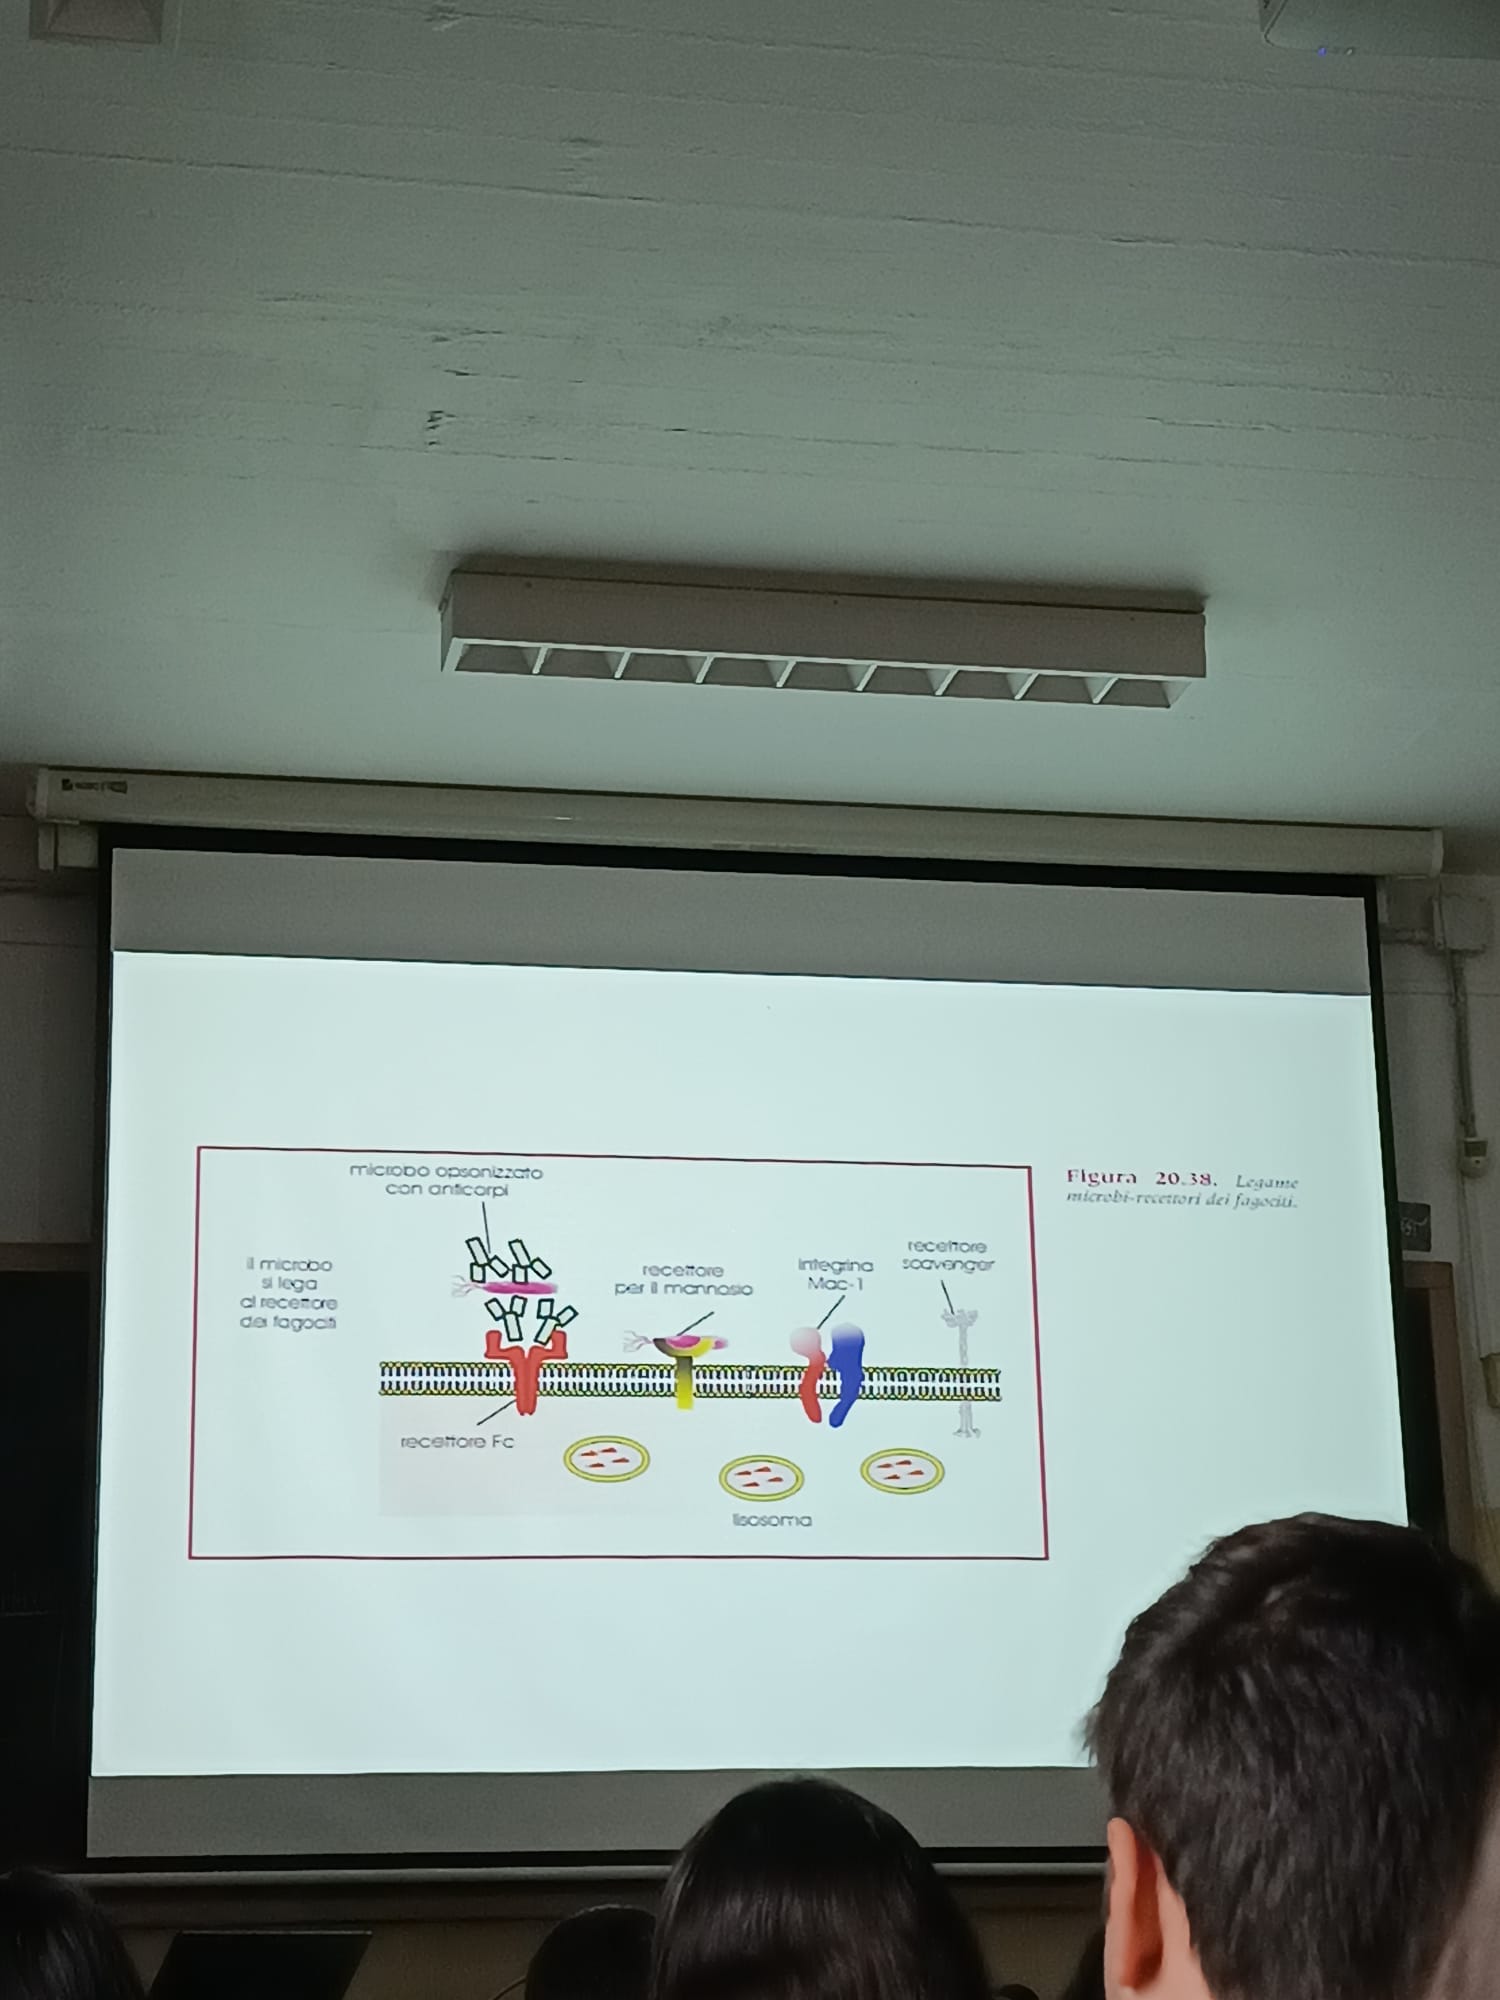 microbo opsonizzato
con anticorpi
il microbo
si lega
al recettore
dei fagociti
recettore
per il mannosio
integrina
Mac-1
recettore
scavenger
recettore Fc
lisosoma
Figura 20.38. Legame
microbi-recettori dei fagociti.